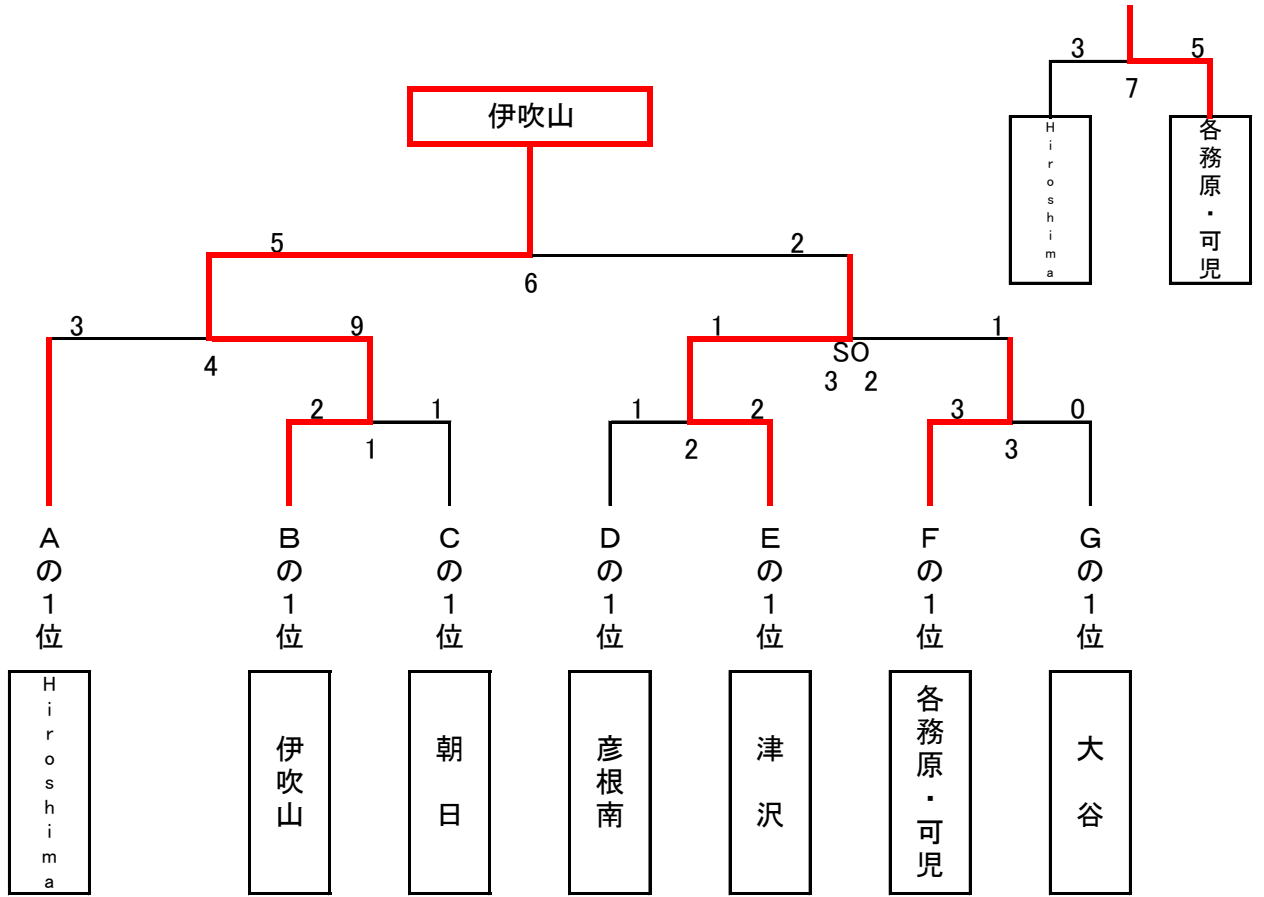 3 5
7
Hiroshima
各務原・可児
伊吹山
5 2
6
3 9
4
1 1
SO
3 2
2 1
1
1 2
2
3 0
3
Aの1位
Bの1位
Cの1位
Dの1位
Eの1位
Fの1位
Gの1位
Hiroshima
伊吹山
朝日
彦根南
津沢
各務原・可児
大谷